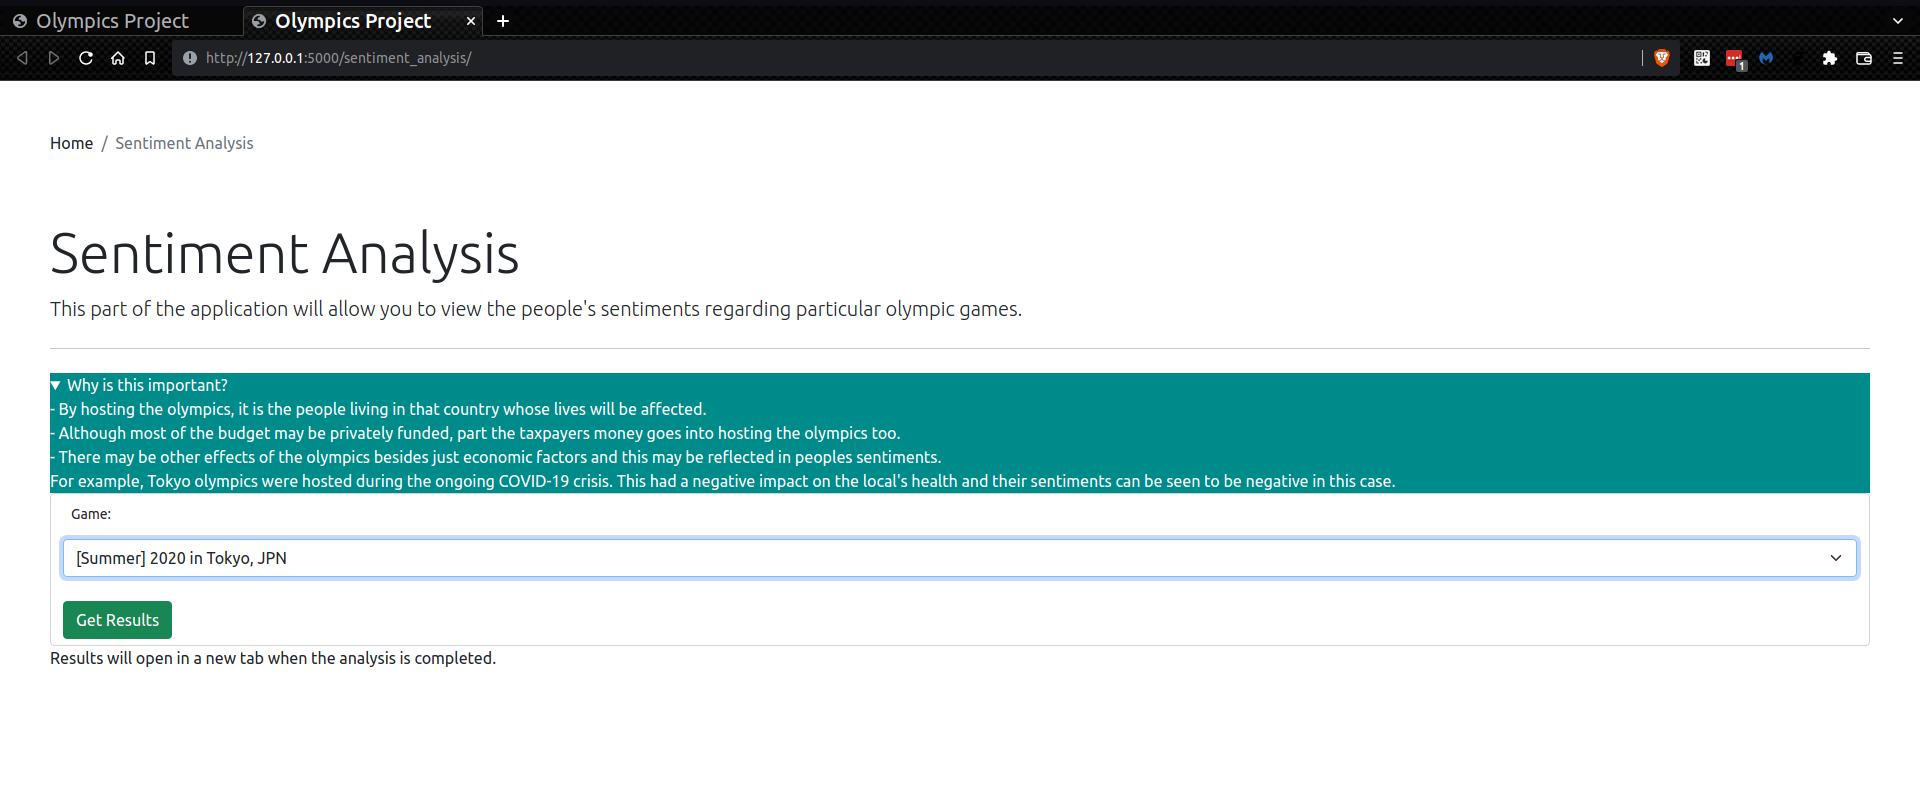 Olympics Project
Olympics Project
http://127.0.0.1:5000/sentiment_analysis/
1
Home / Sentiment Analysis
Sentiment Analysis
This part of the application will allow you to view the people's sentiments regarding particular olympic games.
Why is this important?
- By hosting the olympics, it is the people living in that country whose lives will be affected.
- Although most of the budget may be privately funded, part the taxpayers money goes into hosting the olympics too.
- There may be other effects of the olympics besides just economic factors and this may be reflected in peoples sentiments.
For example, Tokyo olympics were hosted during the ongoing COVID-19 crisis. This had a negative impact on the local's health and their sentiments can be seen to be negative in this case.
Game:
[Summer] 2020 in Tokyo, JPN
Get Results
Results will open in a new tab when the analysis is completed.